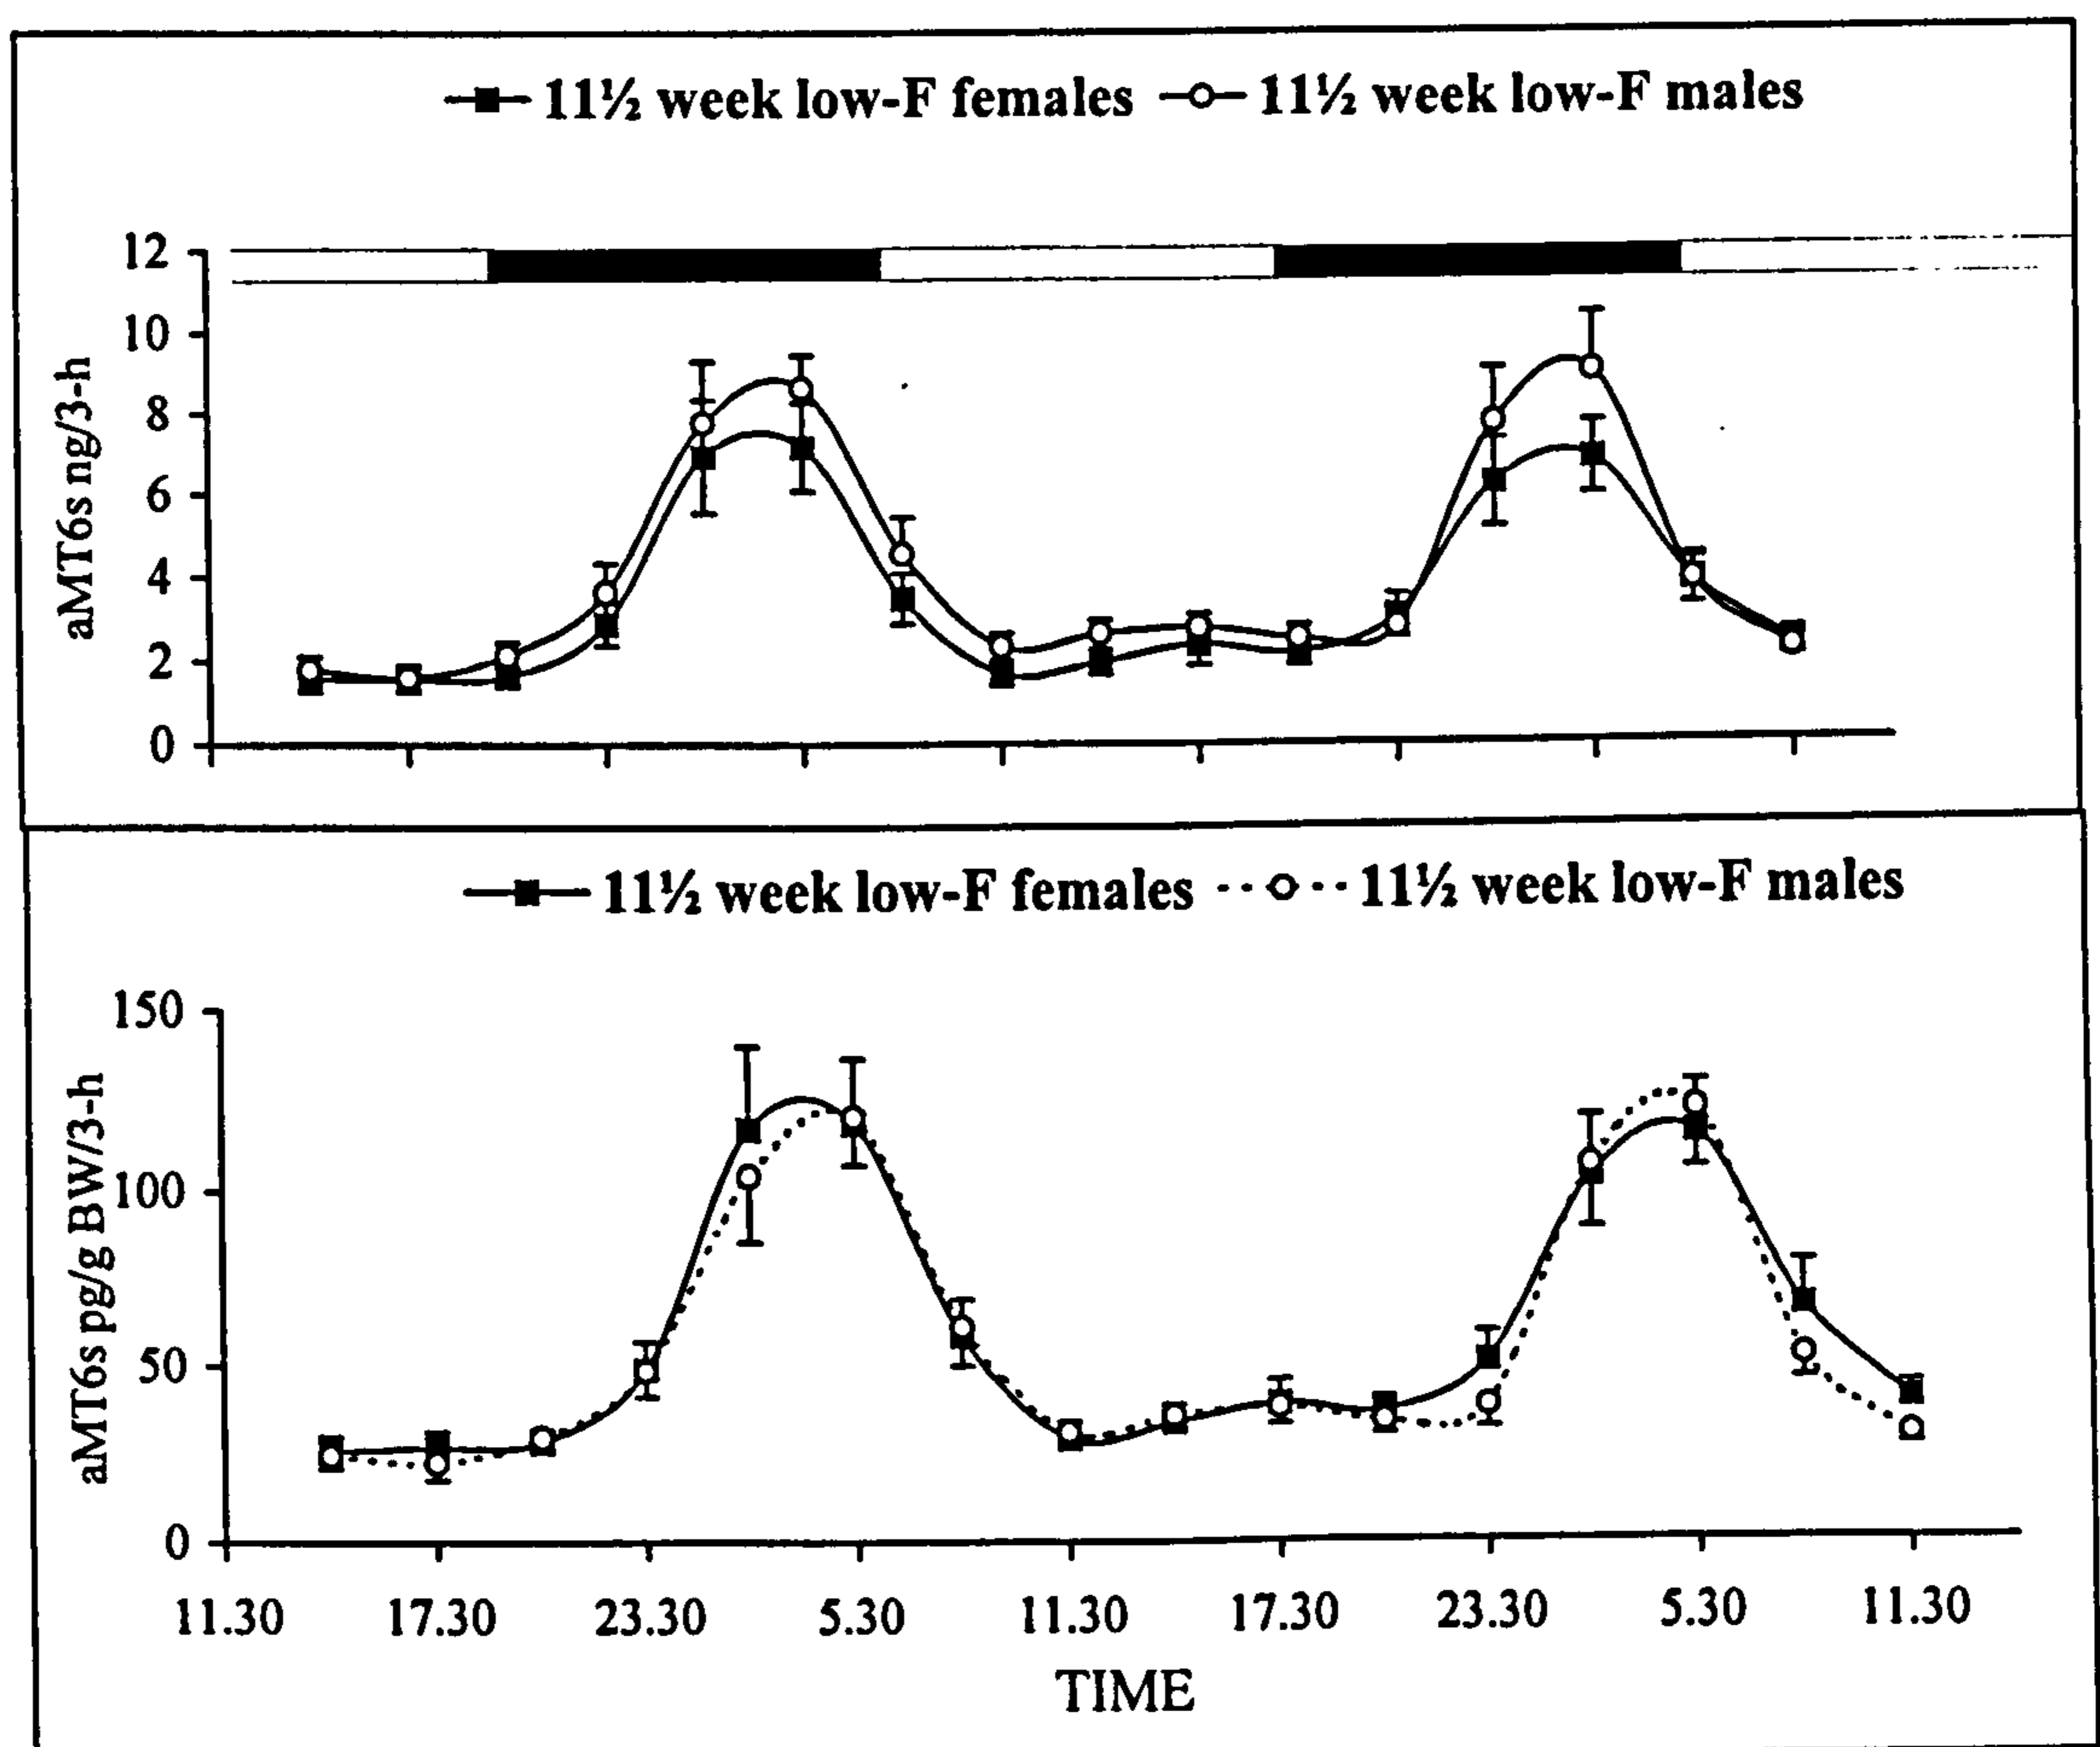 11½ week low-F females 11½ week low-F males
12
10
8
6
4
2
0
aMT6s ng/3-h
11½ week low-F females 11½ week low-F males
150
100
50
0
aMT6s pg/g BW/3-h
11.30 17.30 23.30 5.30 11.30 17.30 23.30 5.30 11.30
TIME